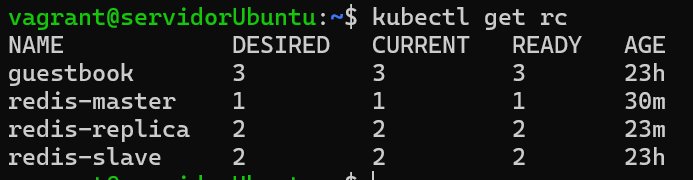 vagrant@servidorUbuntu:~$ kubectl get rc
NAME DESIRED CURRENT READY AGE
guestbook 3 3 3 23h
redis-master 1 1 1 30m
redis-replica 2 2 2 23m
redis-slave 2 2 2 23h